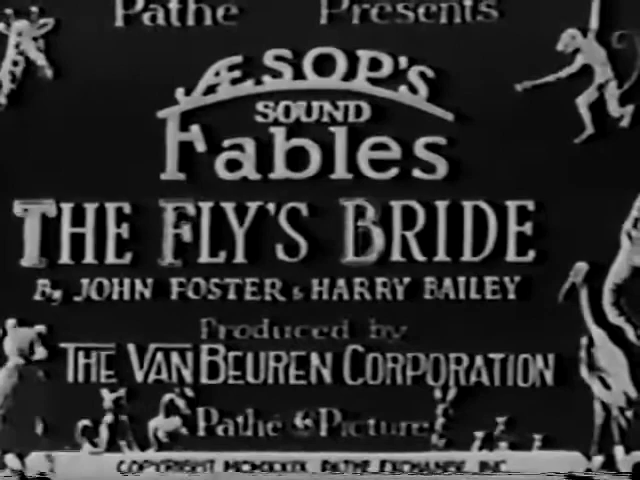 Pathe Presents
ÆSOP'S
SOUND
Fables
THE FLY'S BRIDE
By JOHN FOSTER & HARRY BAILEY
Produced by
THE VAN BEUREN CORPORATION
Pathé Picture
COPYRIGHT MCMXXIX PATHE EXCHANGE, INC.